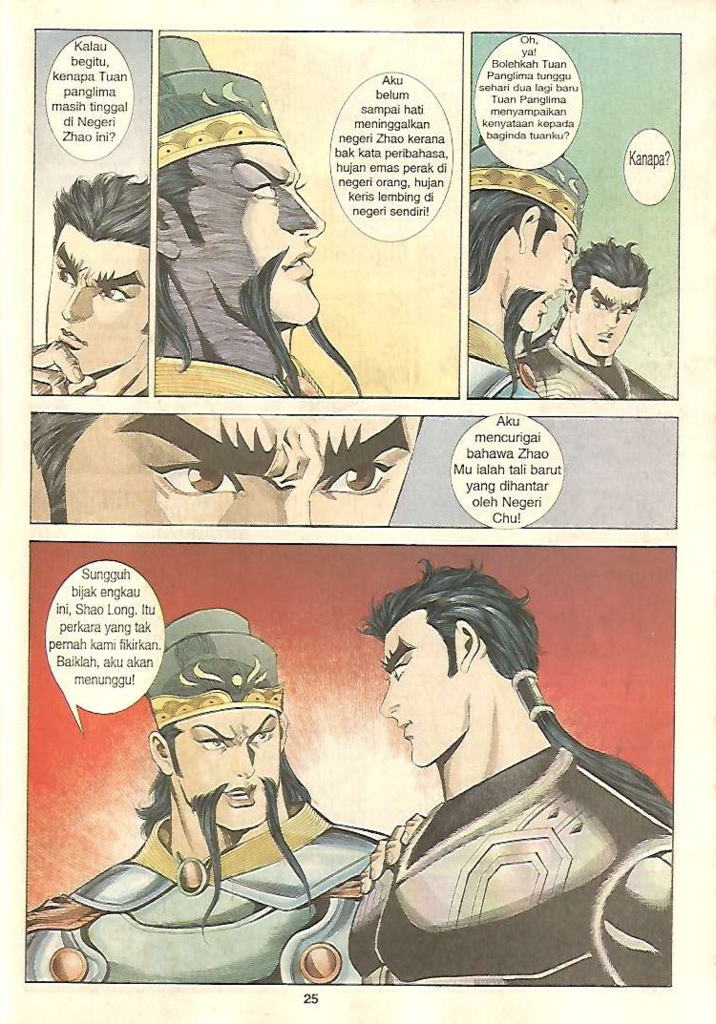 Kalau
begitu,
kenapa Tuan
panglima
masih tinggal
di Negeri
Zhao ini?
Aku
belum
sampai hati
meninggalkan
negeri Zhao kerana
bak kata peribahasa,
hujan emas perak di
negeri orang, hujan
keris lembing di
negeri sendiri!
Oh,
ya!
Bolehkah Tuan
Panglima tunggu
sehari dua lagi baru
Tuan Panglima
menyampaikan
kenyataan kepada
baginda tuanku?
Kanapa?
Aku
mencurigai
bahawa Zhao
Mu ialah tali barut
yang dihantar
oleh Negeri
Chu!
Sungguh
bijak engkau
ini, Shao Long. Itu
perkara yang tak
pernah kami fikirkan.
Baiklah, aku akan
menunggu!
25